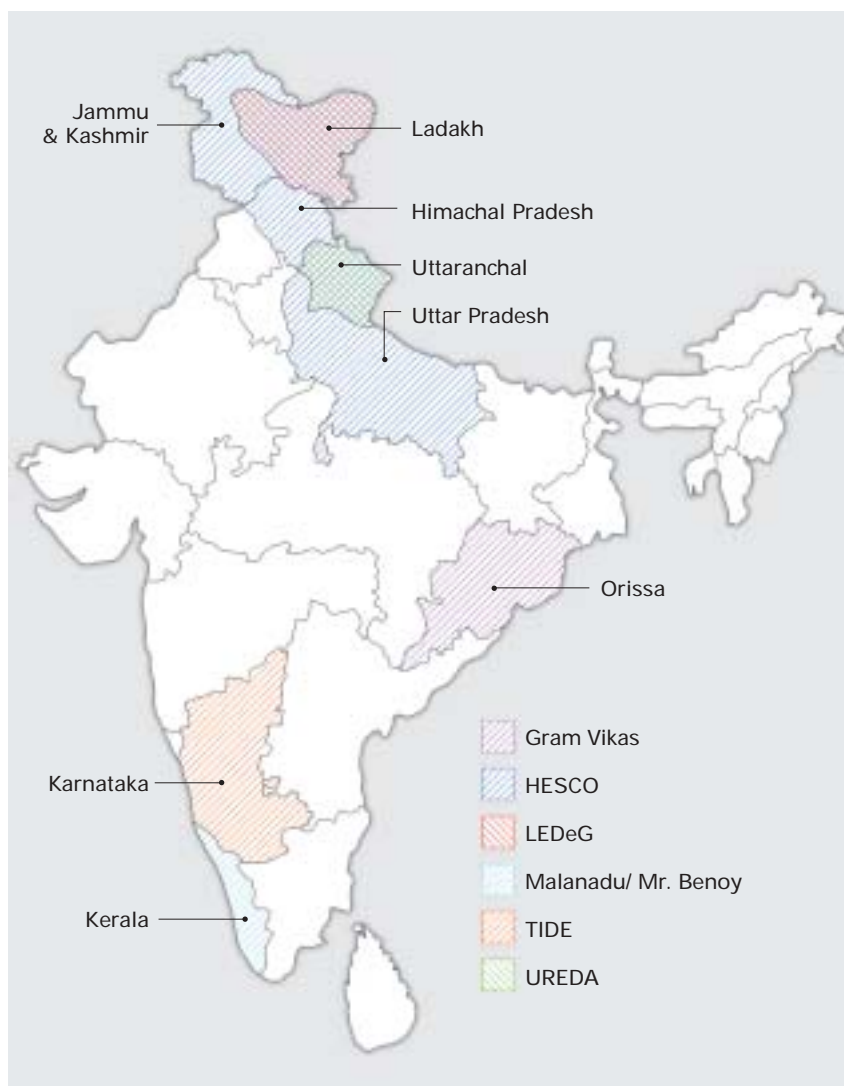 Jammu
& Kashmir
Ladakh
Himachal Pradesh
Uttaranchal
Uttar Pradesh
Orissa
Karnataka
Kerala
Gram Vikas
HESCO
LEDeG
Malanadu/ Mr. Benoy
TIDE
UREDA